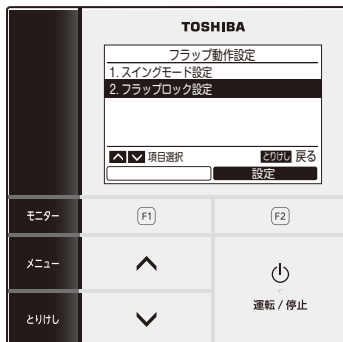 TOSHIBA
フラップ動作設定
1. スイングモード設定
2. フラップロック設定
項目選択 とりけし 戻る
設定
モニター F1 F2
メニュー
運転 / 停止
とりけし